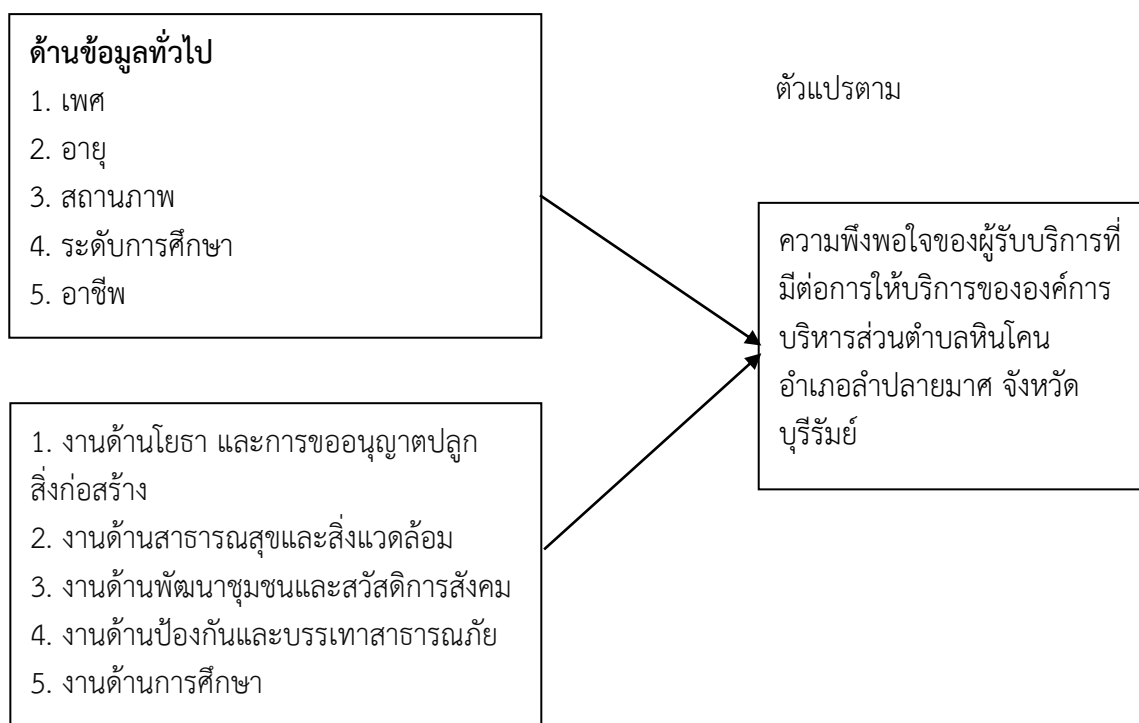 ด้านข้อมูลทั่วไป
1. เพศ
2. อายุ
3. สถานภาพ
4. ระดับการศึกษา
5. อาชีพ
ตัวแปรตาม
ความพึงพอใจของผู้รับบริการที่
มีต่อการให้บริการขององค์การ
บริหารส่วนตำบลหินโคน
อำเภอลำปลายมาศ จังหวัด
บุรีรัมย์
1. งานด้านโยธา และการขออนุญาตปลูก
สิ่งก่อสร้าง
2. งานด้านสาธารณสุขและสิ่งแวดล้อม
3. งานด้านพัฒนาชุมชนและสวัสดิการสังคม
4. งานด้านป้องกันและบรรเทาสาธารณภัย
5. งานด้านการศึกษา